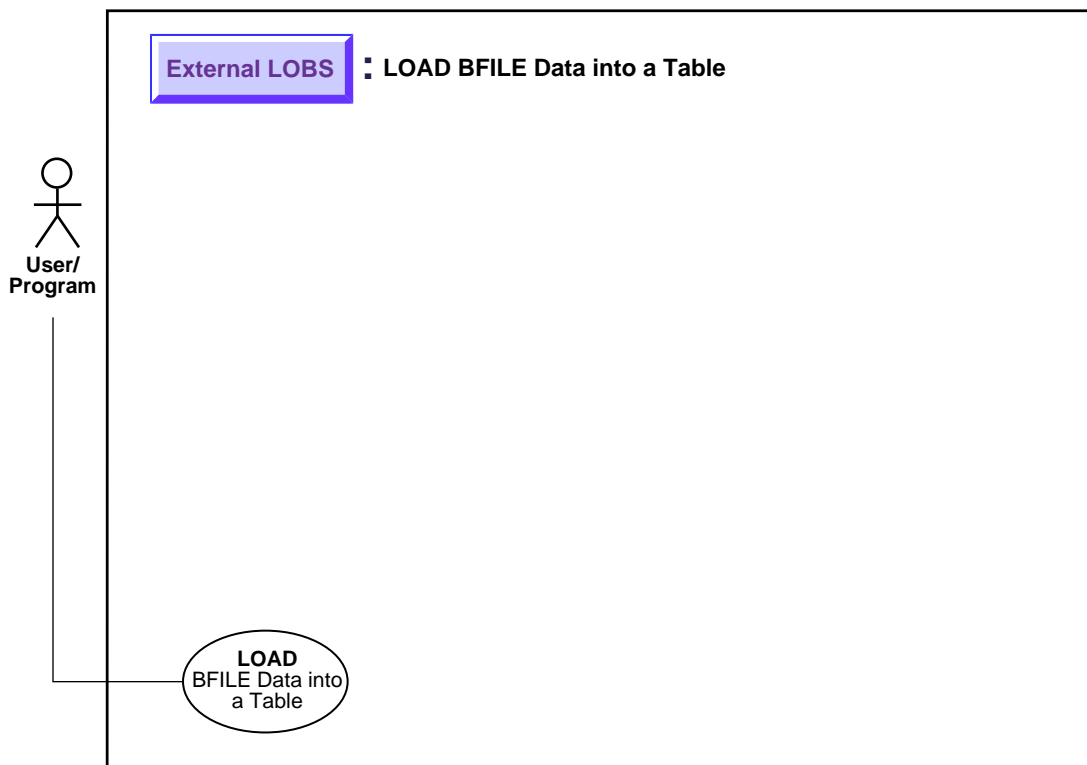 External LOBS : LOAD BFILE Data into a Table
User/
Program
LOAD
BFILE Data into
a Table